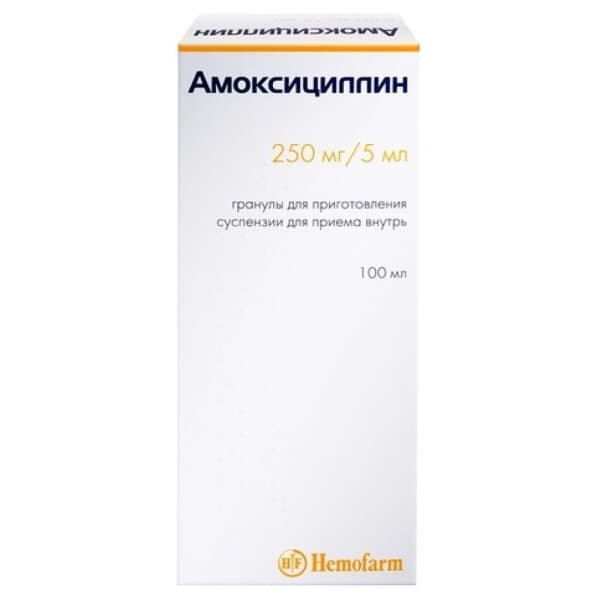 Амоксициллин
Амоксициллин
250 мг/5 мл
гранулы для приготовления
суспензии для приема внутрь
100 мл
HF Hemofarm